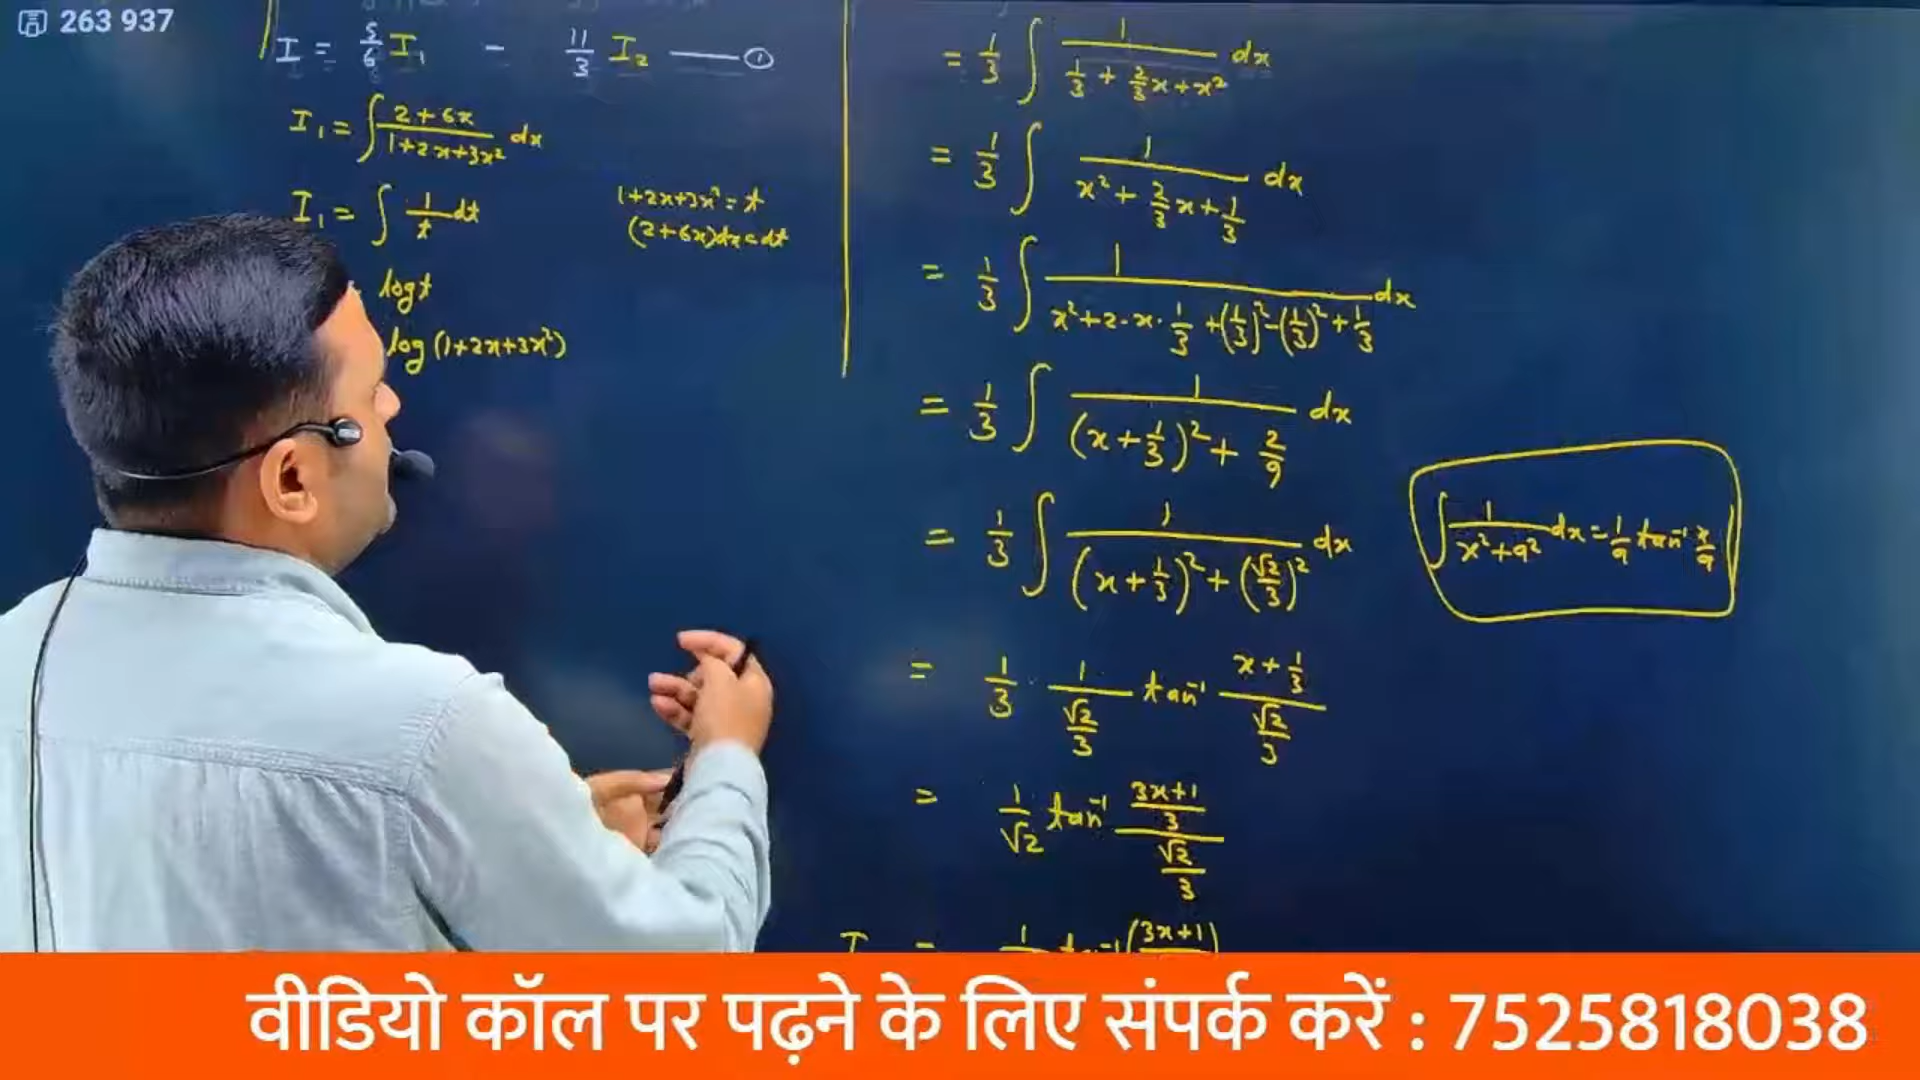 263 937
I = 5/6 I₁ - 11/3 I₂ —— ①
I₁ = ∫ (2+6x)/(1+2x+3x²) dx
I₁ = ∫ 1/t dt
1+2x+3x² = t
(2+6x)dx = dt
log t
log (1+2x+3x²)
= 1/3 ∫ 1/(1/3 + 2/3 x + x²) dx
= 1/3 ∫ 1/(x² + 2/3 x + 1/3) dx
= 1/3 ∫ 1/(x² + 2·x·1/3 + (1/3)² - (1/3)² + 1/3) dx
= 1/3 ∫ 1/((x + 1/3)² + 2/9) dx
= 1/3 ∫ 1/((x + 1/3)² + (√2/3)²) dx
∫ 1/(x² + a²) dx = 1/a tan⁻¹ x/a
= 1/3 · 1/(√2/3) tan⁻¹ (x + 1/3)/(√2/3)
= 1/√2 tan⁻¹ ((3x+1)/3)/(√2/3)
वीडियो कॉल पर पढ़ने के लिए संपर्क करें : 7525818038